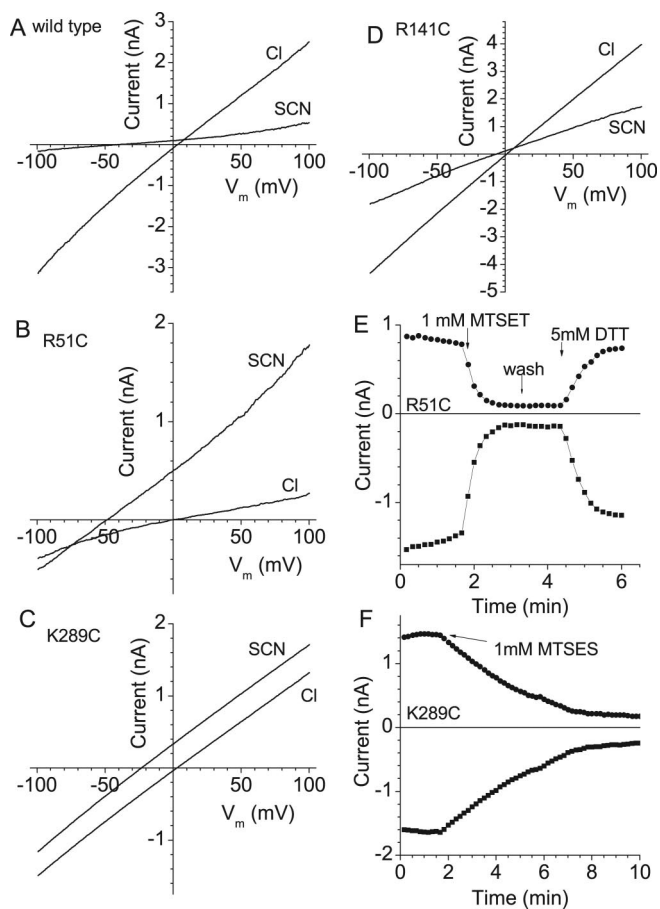 A wild type
Current (nA)
3
2
1
-1
-2
-3
-100 -50 50 100
Vm (mV)
Cl
SCN
D R141C
Current (nA)
4
3
2
1
-1
-2
-3
-4
-5
-100 -50 50 100
Vm (mV)
Cl
SCN
B
R51C
Current (nA)
2
1
-100 -50 50 100
Vm (mV)
SCN
Cl
E
1 mM MTSET
5mM DTT
wash
R51C
Current (nA)
1
0
-1
0 2 4 6
Time (min)
C
K289C
Current (nA)
2
1
-1
-100 -50 50 100
Vm (mV)
SCN
Cl
F
1mM MTSES
K289C
Current (nA)
2
0
-2
0 2 4 6 8 10
Time (min)